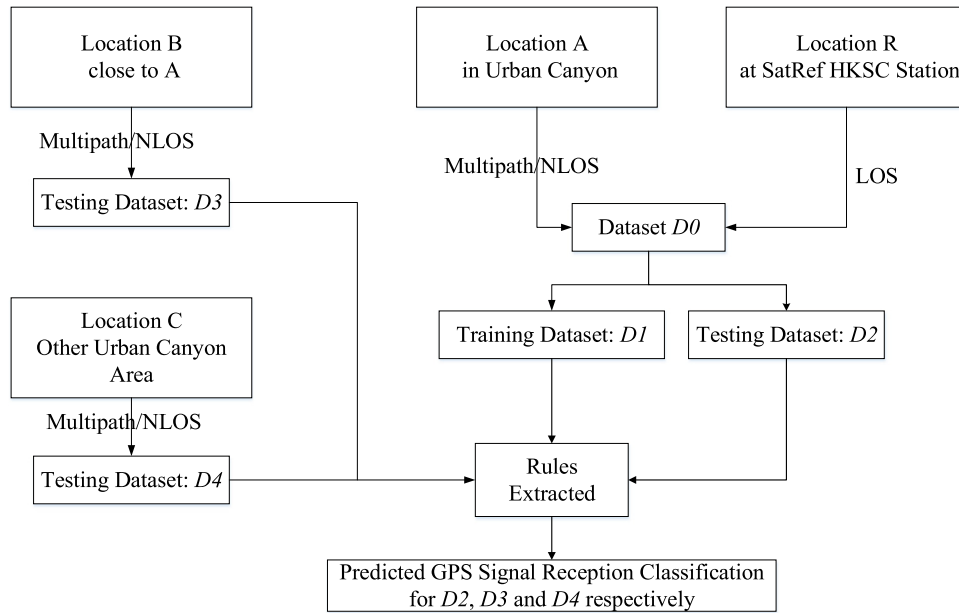 Location B
close to A
Location A
in Urban Canyon
Location R
at SatRef HKSC Station
Multipath/NLOS
Multipath/NLOS
LOS
Testing Dataset: D3
Dataset D0
Location C
Other Urban Canyon
Area
Training Dataset: D1
Testing Dataset: D2
Multipath/NLOS
Testing Dataset: D4
Rules
Extracted
Predicted GPS Signal Reception Classification
for D2, D3 and D4 respectively